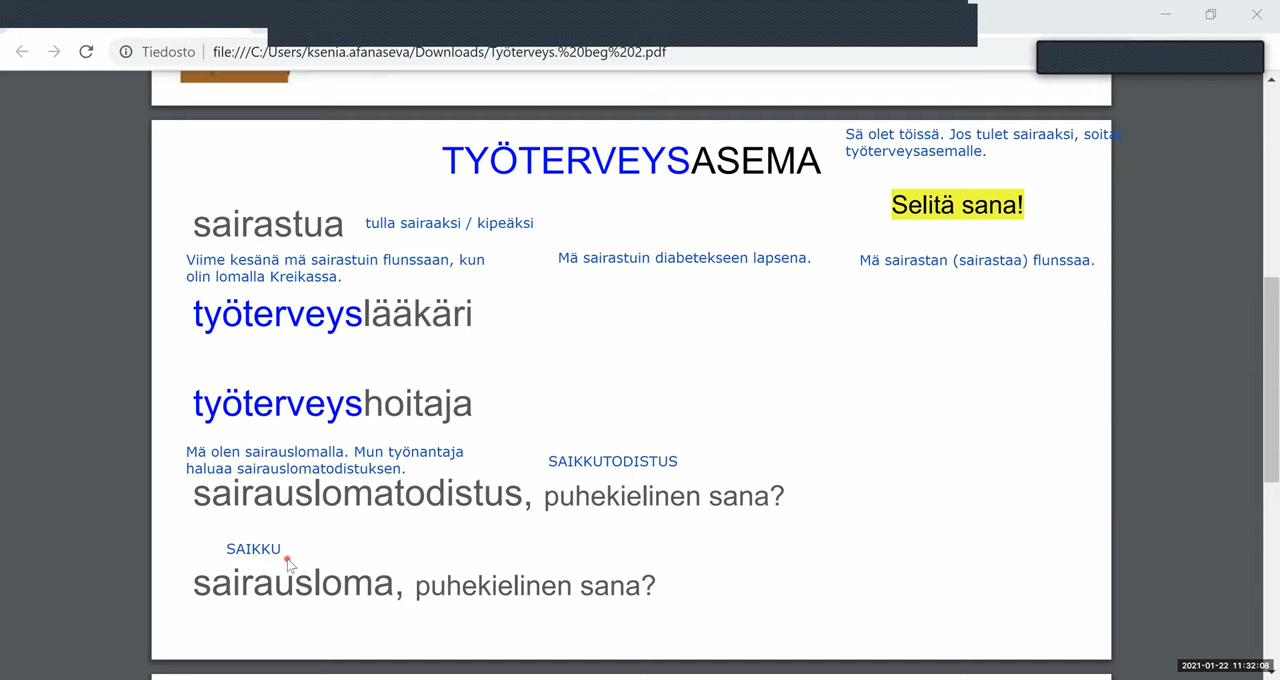 Tiedosto
file:///C:/Users/ksenia.afanaseva/Downloads/Työterveys.%20beg%202.pdf
Sä olet töissä. Jos tulet sairaaksi, soita
työterveysasemalle.
TYÖTERVEYSASEMA
Selitä sana!
sairastua
tulla sairaaksi / kipeäksi
Viime kesänä mä sairastuin flunssaan, kun
olin lomalla Kreikassa.
Mä sairastuin diabetekseen lapsena.
Mä sairastan (sairastaa) flunssaa.
työterveyslääkäri
työterveyshoitaja
Mä olen sairauslomalla. Mun työnantaja
haluaa sairauslomatodistuksen.
SAIKKUTODISTUS
sairauslomatodistus, puhekielinen sana?
SAIKKU
sairausloma, puhekielinen sana?
2021-01-22 11:32:08